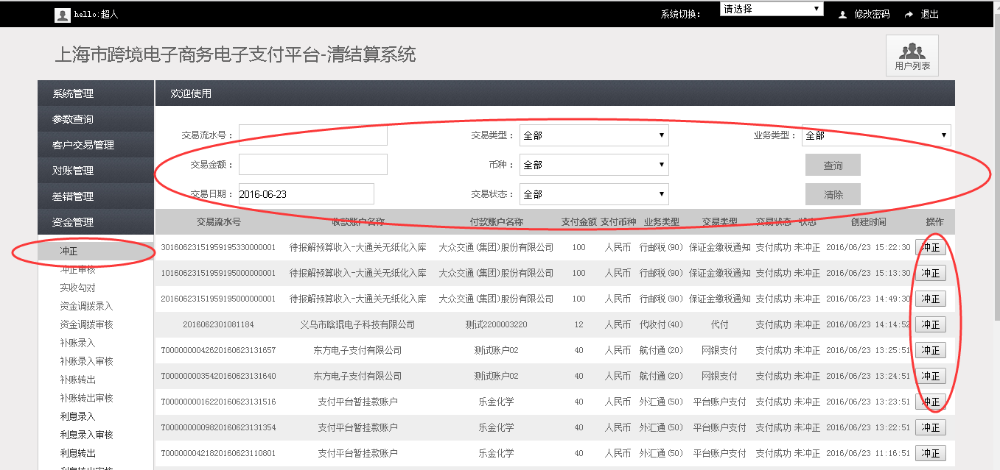 hello:超人 系统切换： 请选择 修改密码 退出
上海市跨境电子商务电子支付平台-清结算系统
用户列表
系统管理 欢迎使用
参数查询
客户交易管理
对账管理
差错管理
资金管理
冲正
冲正审核
实收勾对
资金调拨录入
资金调拨审核
补账录入
补账录入审核
补账转出
补账转出审核
利息录入
利息录入审核
利息转出
利息转出审核
交易流水号： 交易类型： 全部 业务类型： 全部
交易金额： 币种： 全部 查询
交易日期： 2016-06-23 交易状态： 全部 清除
交易流水号 收款账户名称 付款账户名称 支付金额 支付币种 业务类型 交易类型 交易状态 状态 创建时间 操作
30160623151959195330000001 待报解预算收入-大通关无纸化入库 大众交通(集团)股份有限公司 100 人民币 行邮税(90) 保证金缴税通知 支付成功 未冲正 2016/06/23 15:22:30 冲正
10160623151959195000000001 待报解预算收入-大通关无纸化入库 大众交通(集团)股份有限公司 100 人民币 行邮税(90) 保证金缴税通知 支付成功 未冲正 2016/06/23 15:13:30 冲正
20160623151959195000000001 待报解预算收入-大通关无纸化入库 大众交通(集团)股份有限公司 100 人民币 行邮税(90) 保证金缴税通知 支付成功 未冲正 2016/06/23 14:49:30 冲正
2016062301081184 义乌市晗琨电子科技有限公司 测试2200003220 12 人民币 代收付(40) 代付 支付成功 未冲正 2016/06/23 14:14:52 冲正
T0000000042620160623131657 东方电子支付有限公司 测试账户02 40 人民币 航付通(20) 网银支付 支付成功 未冲正 2016/06/23 13:25:51 冲正
T0000000035420160623131640 东方电子支付有限公司 测试账户02 40 人民币 航付通(20) 网银支付 支付成功 未冲正 2016/06/23 13:24:51 冲正
T0000000016220160623131516 支付平台暂挂款账户 乐金化学 40 人民币 外汇通(50) 平台账户支付 支付成功 未冲正 2016/06/23 13:23:51 冲正
T0000000009820160623131354 支付平台暂挂款账户 乐金化学 40 人民币 外汇通(50) 平台账户支付 支付成功 未冲正 2016/06/23 13:22:51 冲正
T0000000421820160623110801 支付平台暂挂款账户 乐金化学 40 人民币 外汇通(50) 平台账户支付 支付成功 未冲正 2016/06/23 11:16:51 冲正